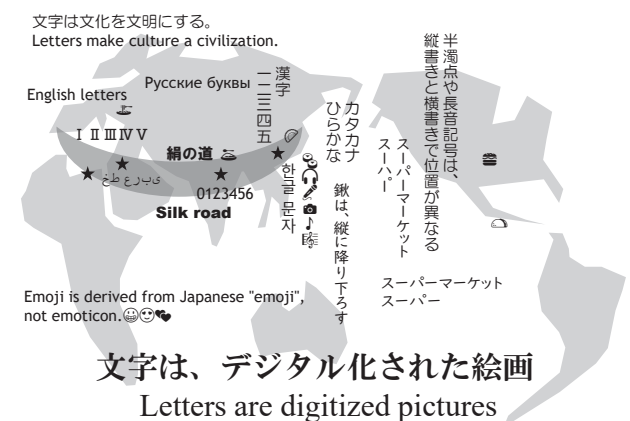 文字は文化を文明にする。
Letters make culture a civilization.
English letters
Русские буквы
ⅠⅡⅢⅣⅤ
漢字
一二三四五
絹の道
ىبرع طخ
0123456
Silk road
한글 문자
カタカナ
ひらかな
鍬は、縦に降り下ろす
半濁点や長音記号は、
縦書きと横書きで位置が異なる
スーパーマーケット
スーパー
スーパーマーケット
スーパー
Emoji is derived from Japanese "emoji",
not emoticon.😀😍💕
文字は、デジタル化された絵画
Letters are digitized pictures